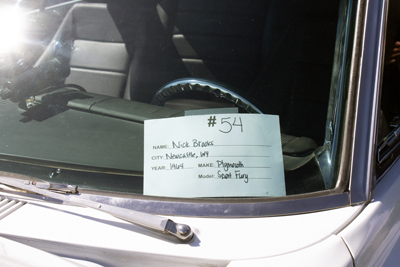 #54
NAME: Nick Brooks
CITY: Newcastle, WY
YEAR: 1964 MAKE: Plymouth
Model: Sport Fury